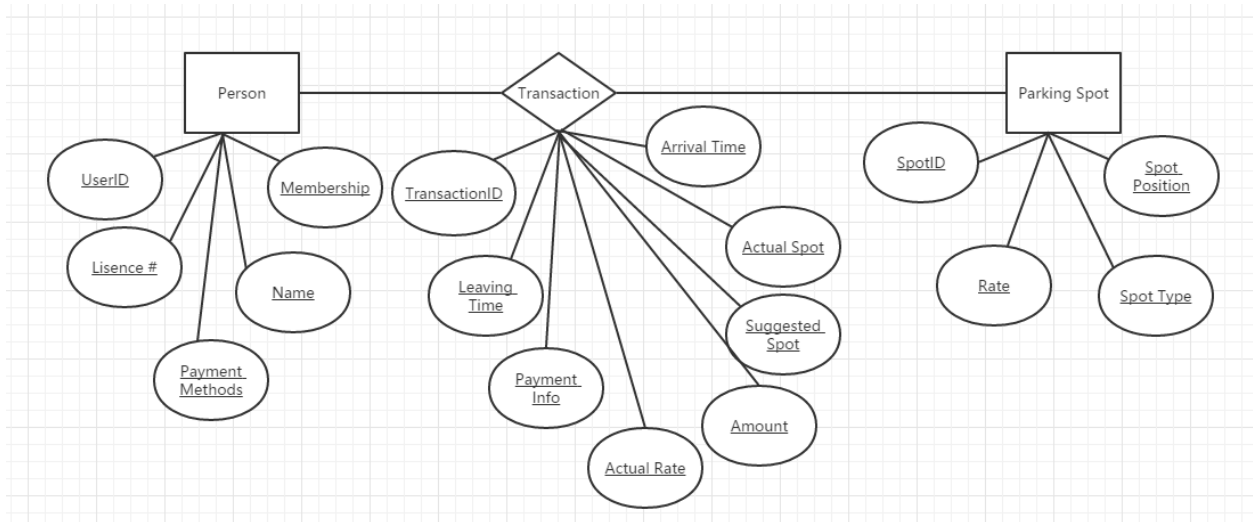 Person
Transaction
Parking Spot
UserID
Membership
Lisence #
Name
Payment
Methods
TransactionID
Arrival Time
Leaving
Time
Actual Spot
Payment
Info
Suggested
Spot
Actual Rate
Amount
SpotID
Spot
Position
Rate
Spot Type